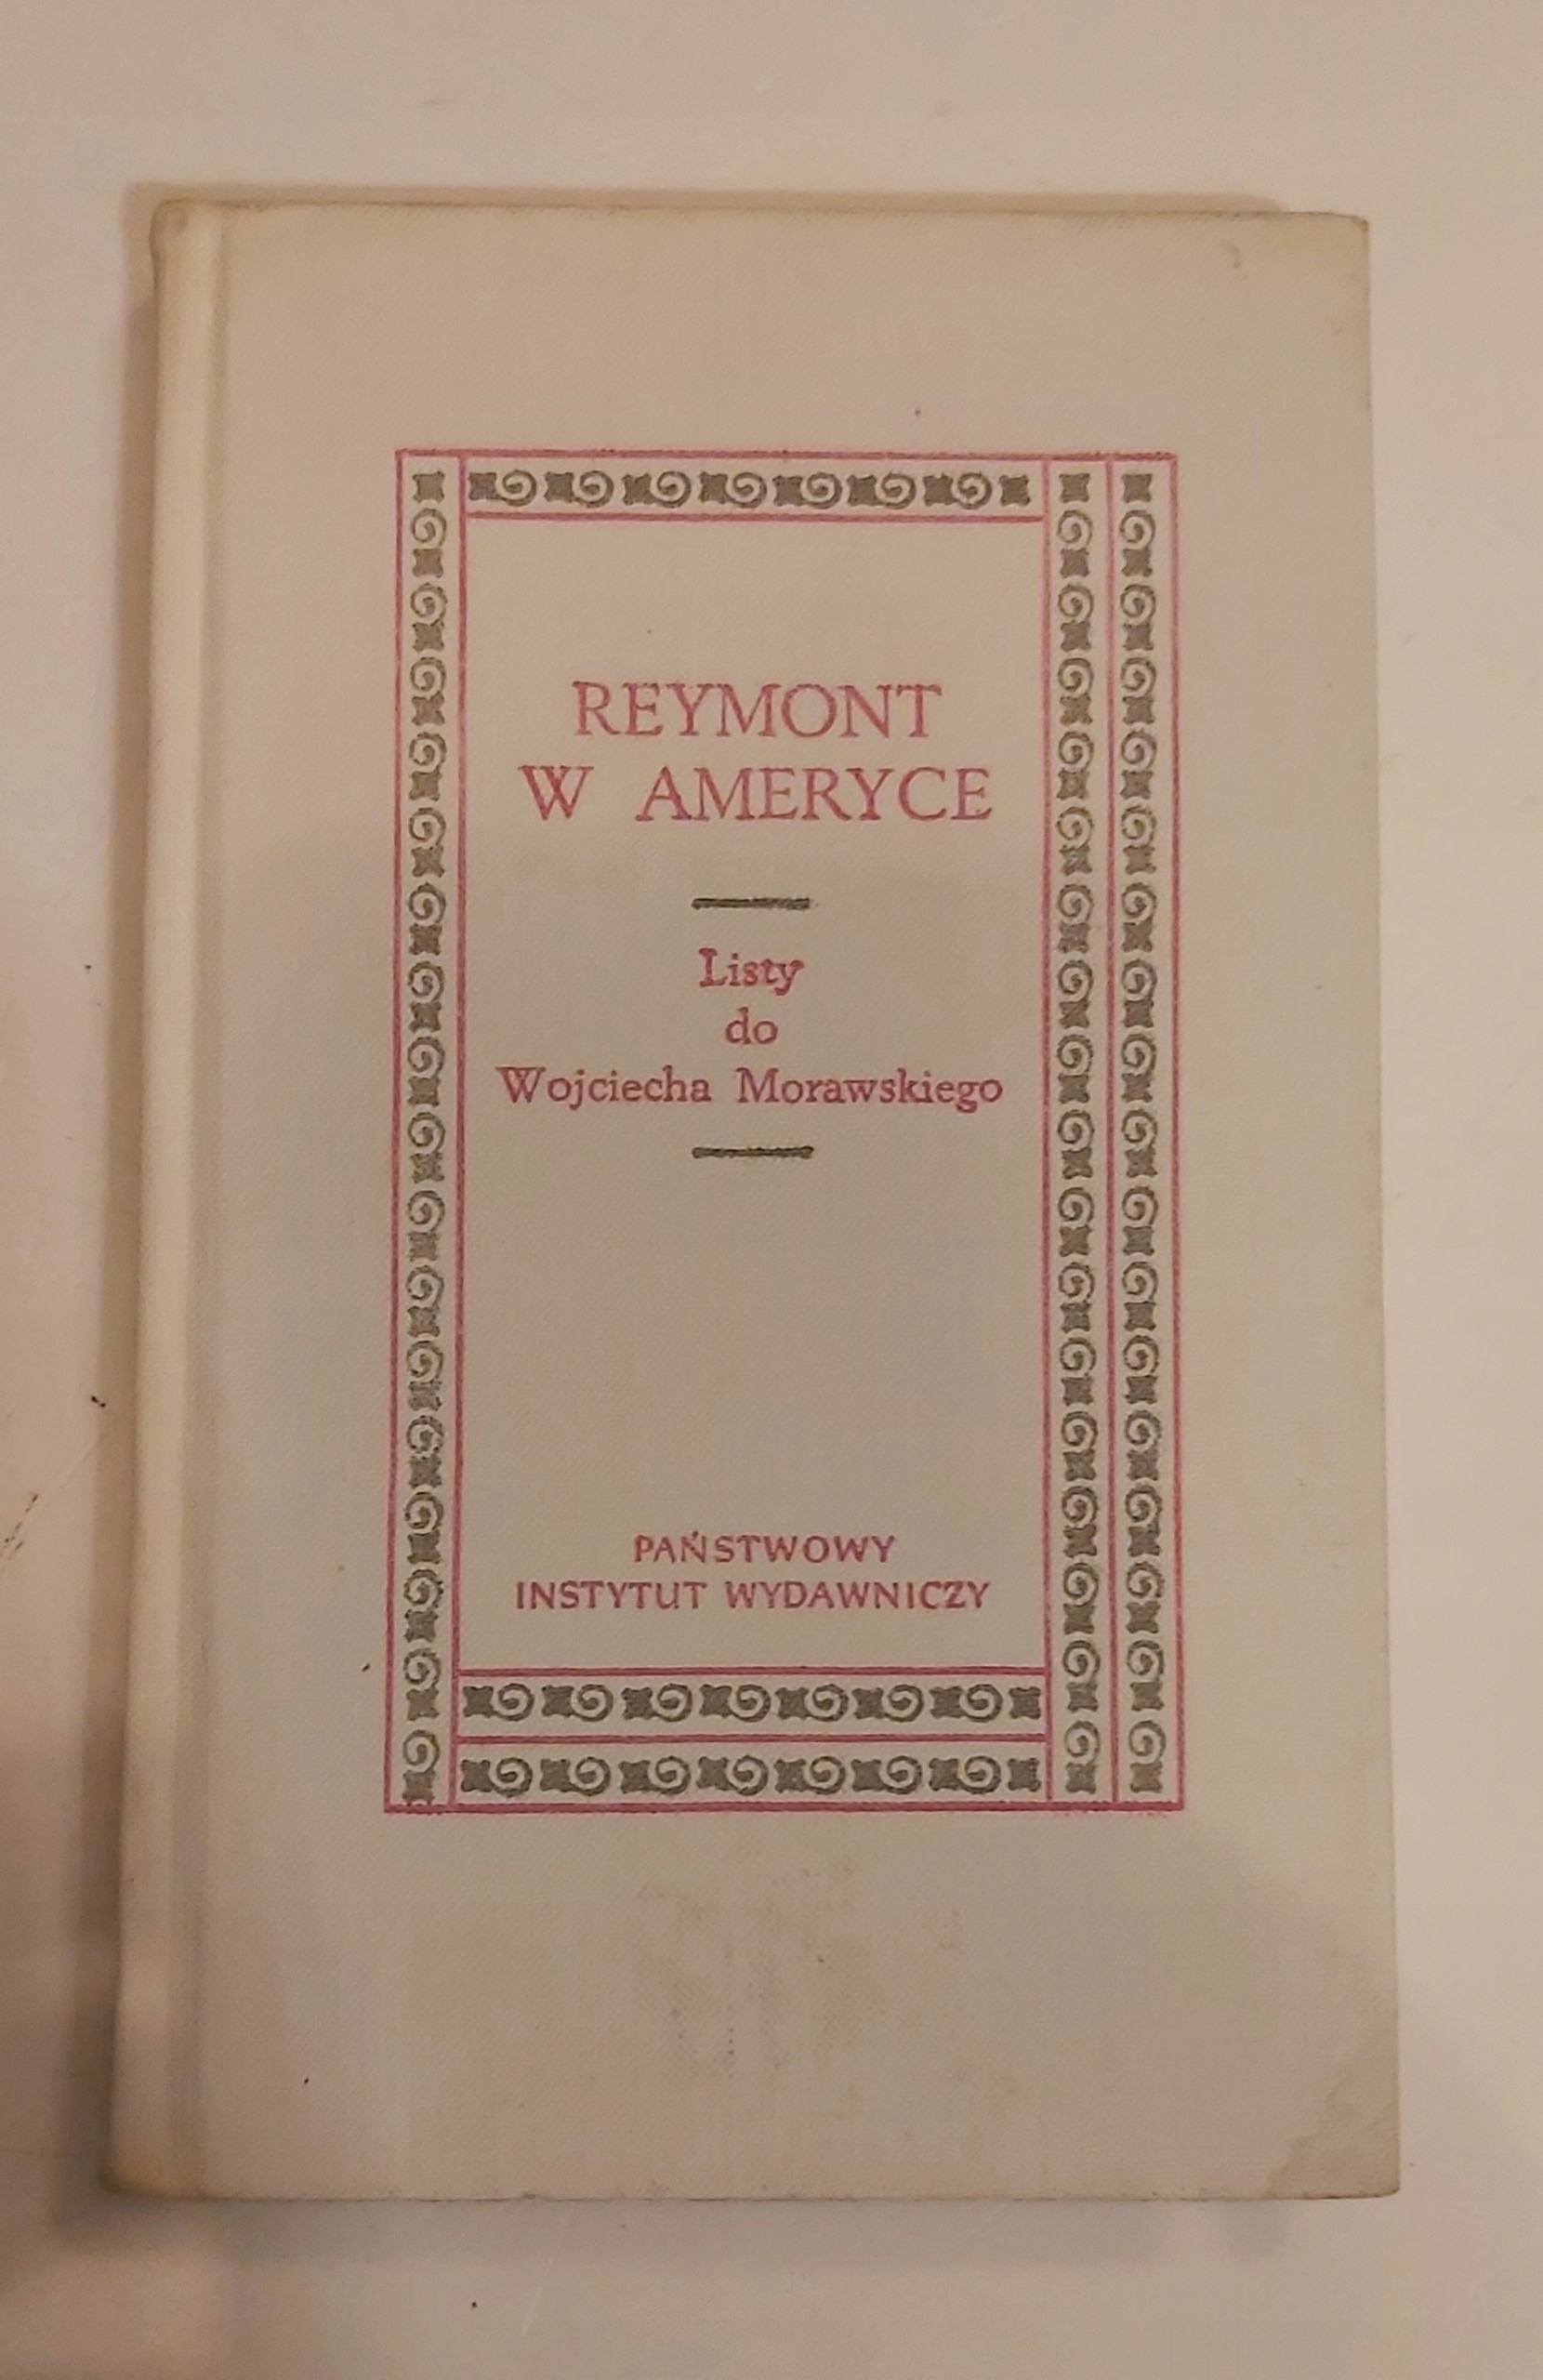 REYMONT
W AMERYCE
Listy
do
Wojciecha Morawskiego
PAŃSTWOWY
INSTYTUT WYDAWNICZY